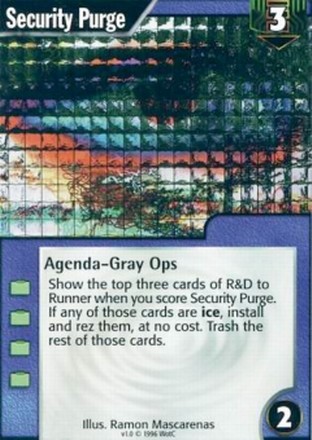 Security Purge
3
Agenda-Gray Ops
Show the top three cards of R&D to
Runner when you score Security Purge.
If any of those cards are ice, install
and rez them, at no cost. Trash the
rest of those cards.
Illus. Ramon Mascarenas
v1.0 © 1996 WotC
2